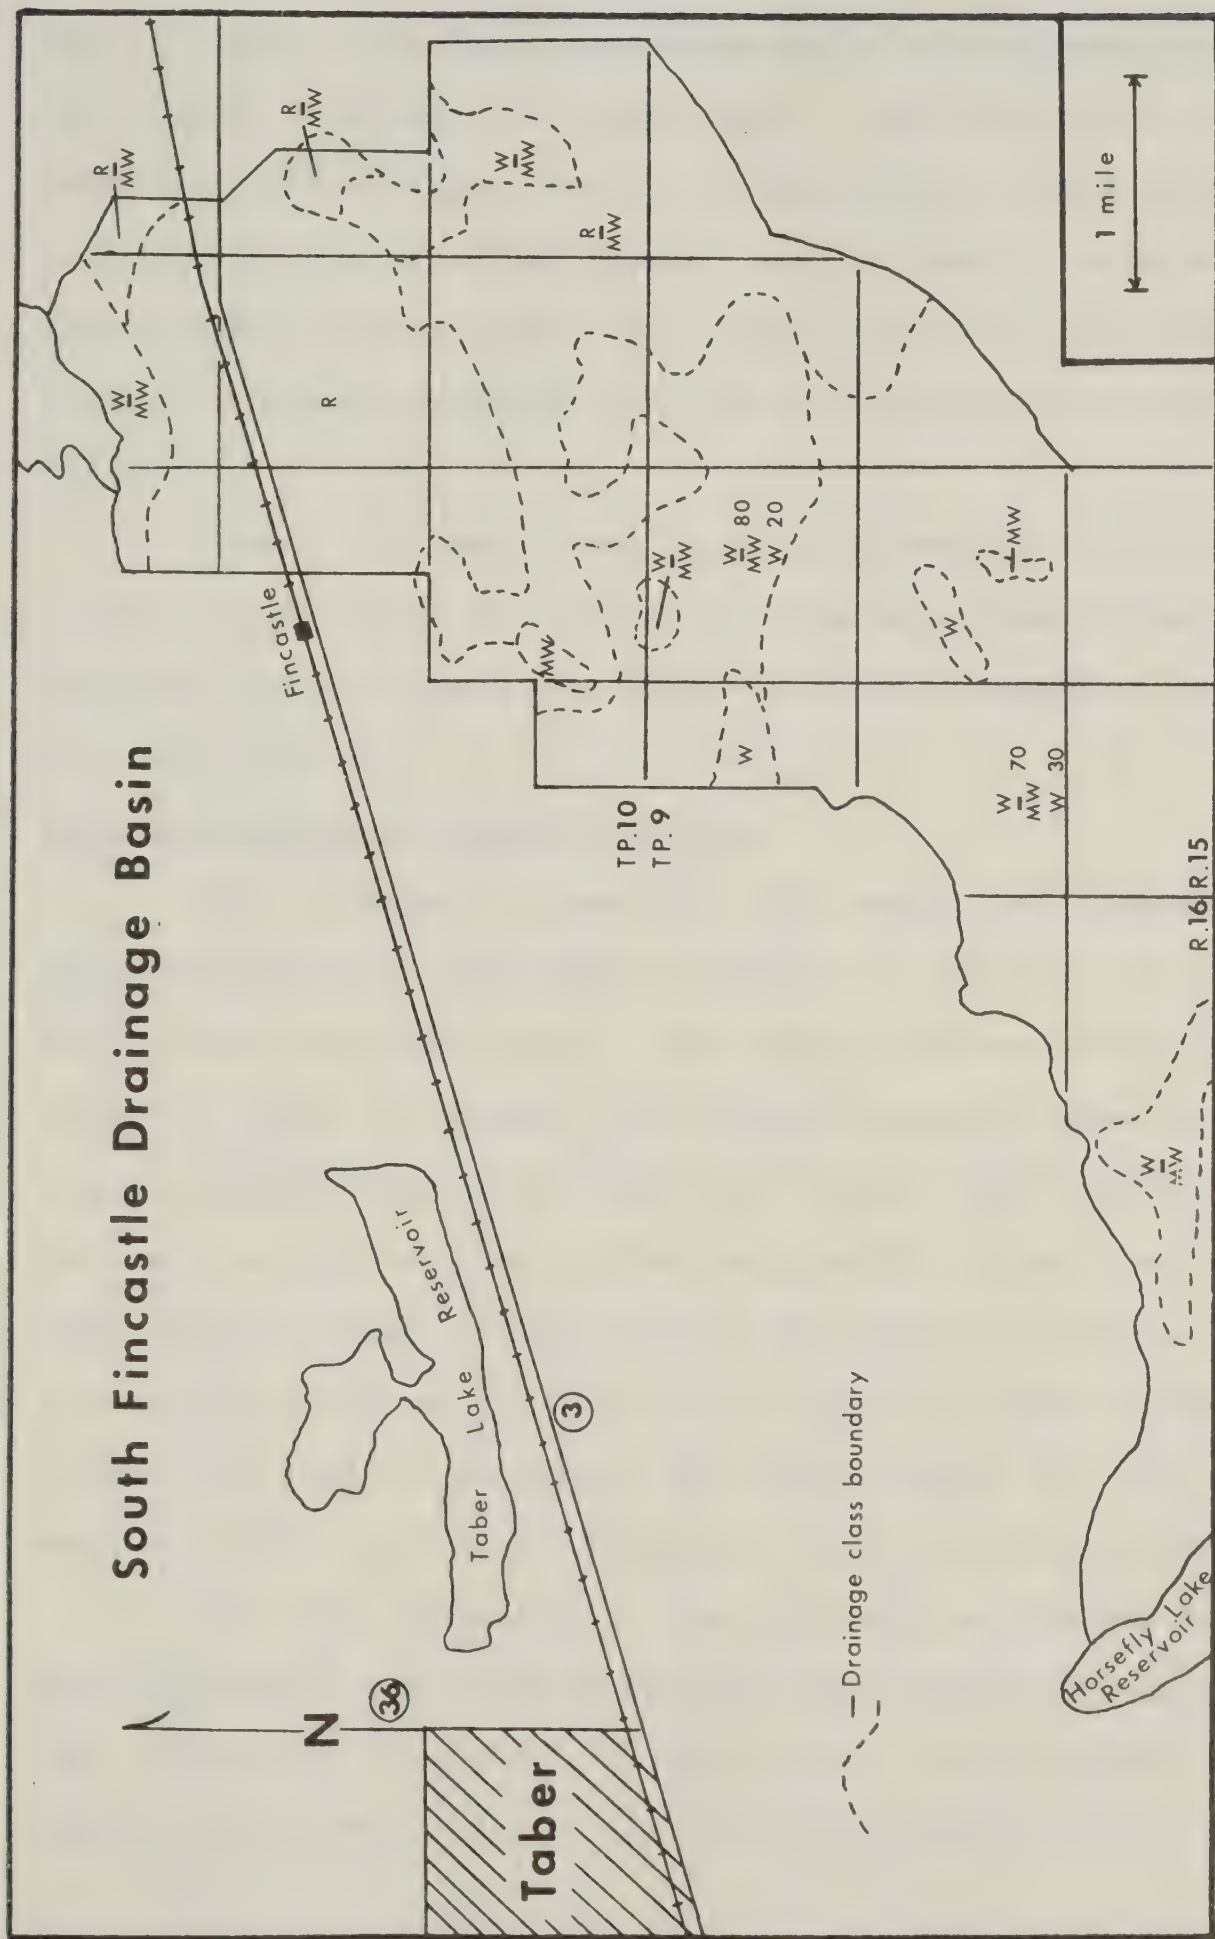 South Fincastle Drainage Basin
R
MW
R
MW
W
MW
R
W
MW
R
MW
Fincastle
MW
W
MW
W
MW 80
W 20
W
TP.10
TP.9
W
MW
W
MW 70
W 30
R.16 R.15
W
MW
1 mile
Reservoir
Lake
Taber
3
36
N
Taber
— Drainage class boundary
Horsefly Lake
Reservoir